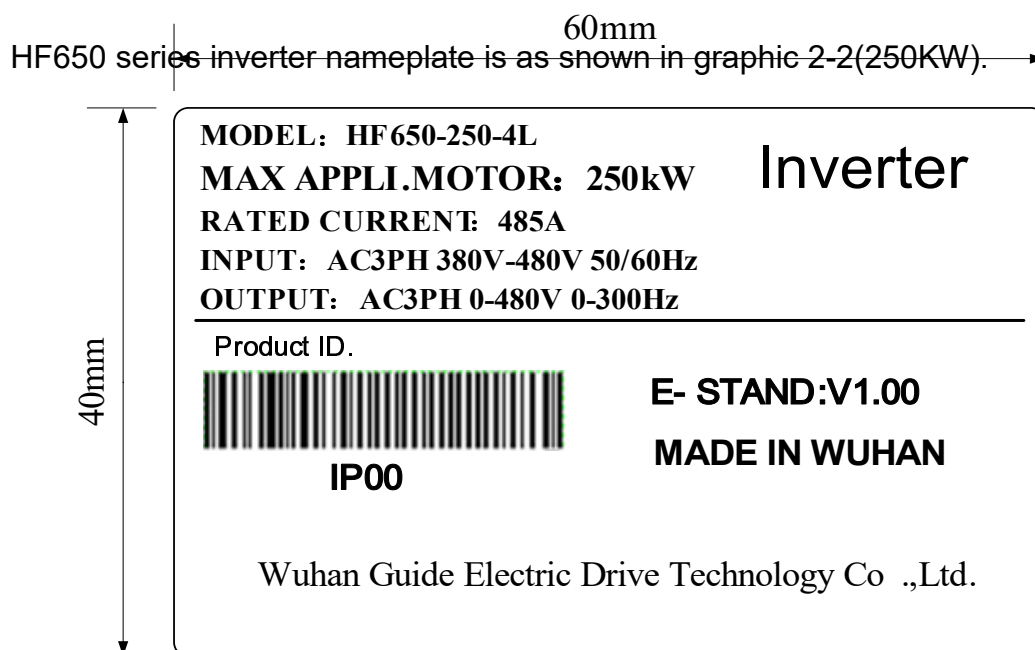 60mm
HF650 series inverter nameplate is as snown in graphic 2-2(250KW).
MODEL：HF650-250-4L
Inverter
MAX APPLI.MOTOR：250kW
RATED CURRENT：485A
INPUT：AC3PH 380V-480V 50/60Hz
OUTPUT：AC3PH 0-480V 0-300Hz
40mm
Product ID.
E- STAND:V1.00
MADE IN WUHAN
IP00
Wuhan Guide Electric Drive Technology Co .,Ltd.